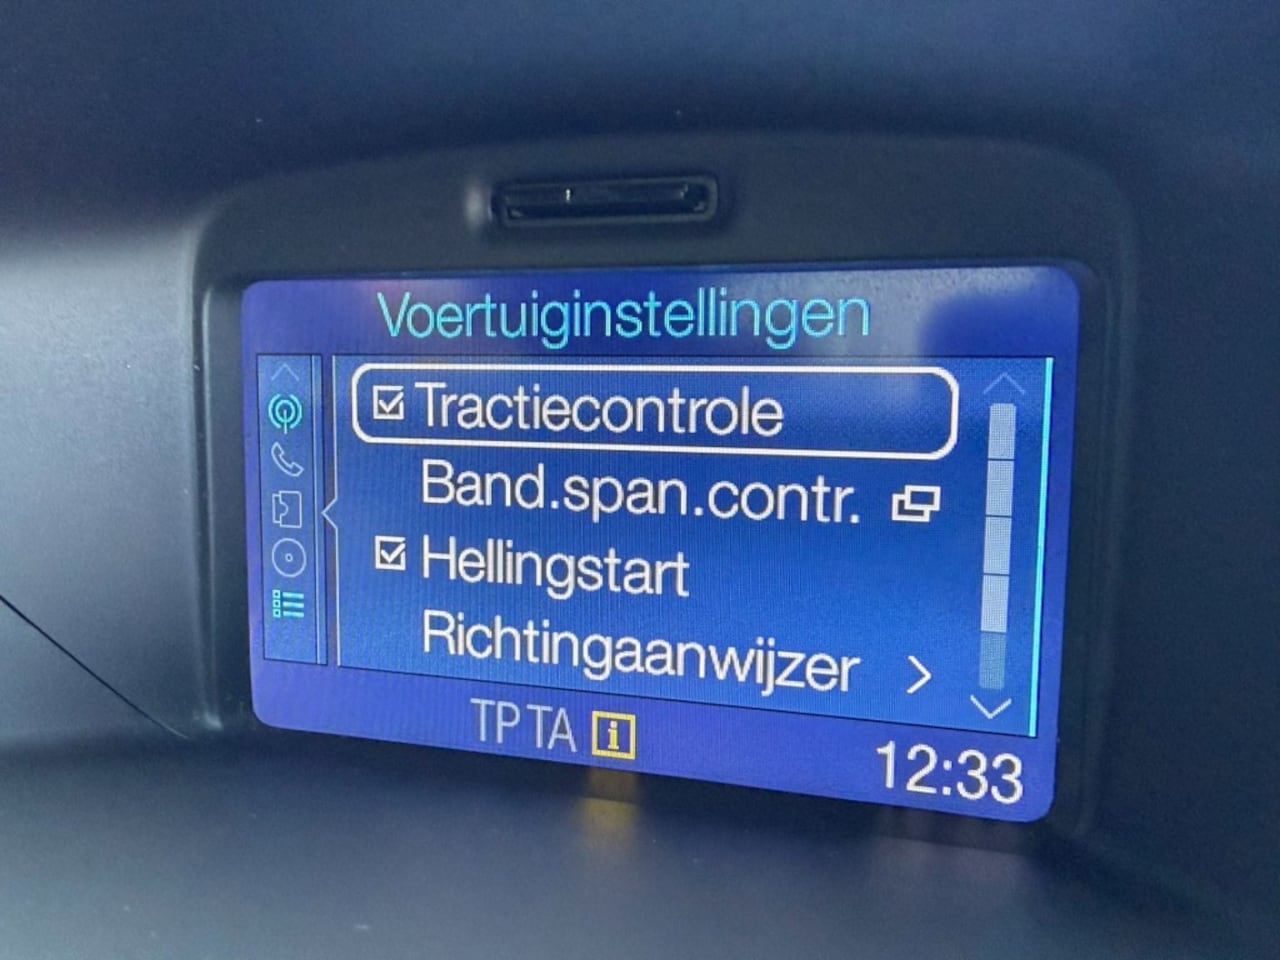 Voertuiginstellingen
Tractiecontrole
Band.span.contr.
Hellingstart
Richtingaanwijzer
TP TA i
12:33